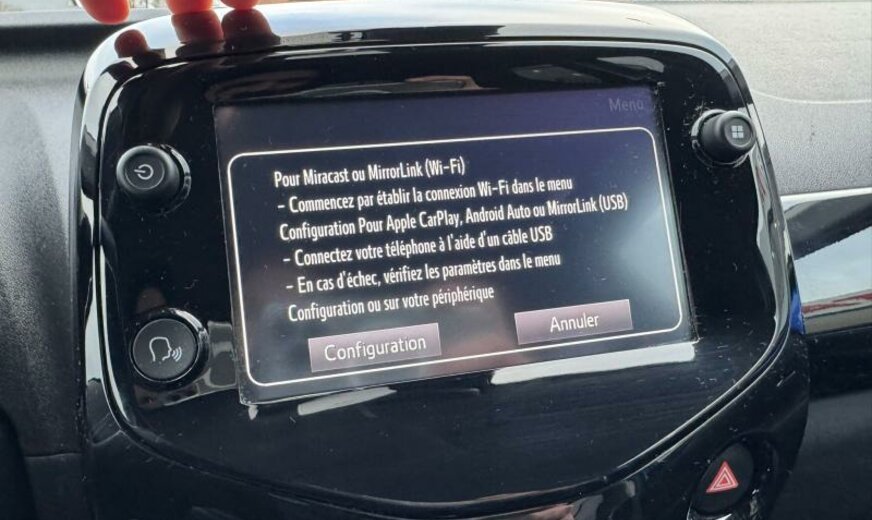 Menu
Pour Miracast ou MirrorLink (Wi-Fi)
- Commencez par établir la connexion Wi-Fi dans le menu
Configuration Pour Apple CarPlay, Android Auto ou MirrorLink (USB)
- Connectez votre téléphone à l'aide d'un câble USB
- En cas d'échec, vérifiez les paramètres dans le menu
Configuration ou sur votre périphérique
Configuration
Annuler